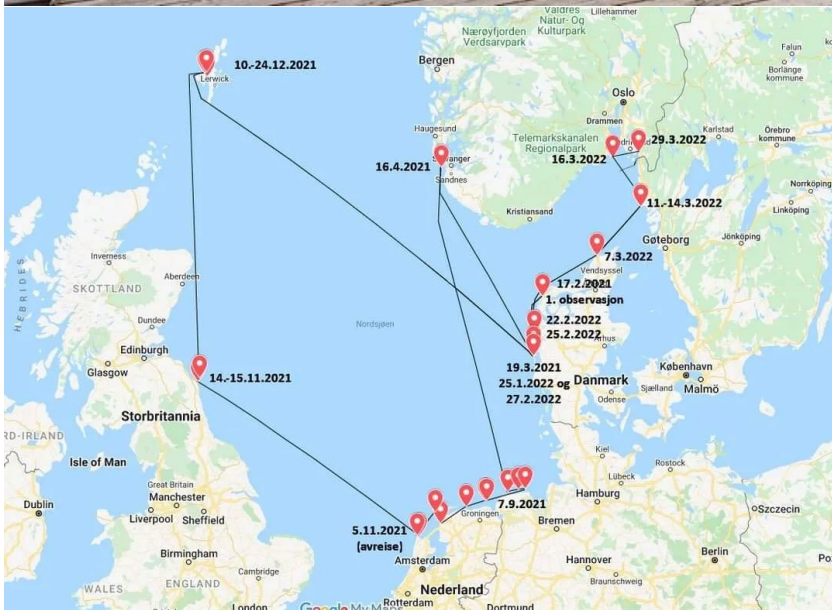 VALDRES
Natur- Og
Kulturpark
Lillehammer
Nærøyfjorden
Verdsarvpark
Falun
Bergen
Borlänge
kommune
10.-24.12.2021
Lerwick
Oslo
Drammen
Karlstad
Örebro
kommune
Haugesund
Telemarkskanalen
Regionalpark
29.3.2022
16.3.2022
16.4.2021
Sandnes
Norrköping
Linköping
Kristiansand
11.-14.3.2022
Göteborg
Jönköping
7.3.2022
Vendsyssel
Inverness
Aberdeen
HEBRIDES
SKOTTLAND
17.2.2021
1. observasjon
22.2.2022
25.2.2022
Nordsjøen
Dundee
Edinburgh
Glasgow
19.3.2021
25.1.2022 og
27.2.2022
Danmark
København
Malmö
Sjælland
Odense
14.-15.11.2021
Storbritannia
Isle of Man
Kiel
Rostock
Lübeck
Great Britain
Manchester
Liverpool
Sheffield
Dublin
Hamburg
Szczecin
7.9.2021
Groningen
Bremen
5.11.2021
(avreise)
Birmingham
Amsterdam
Berlin
Hannover
Braunschweig
Cambridge
WALES
ENGLAND
Nederland
Rotterdam
London
Google My Maps
Dortmund